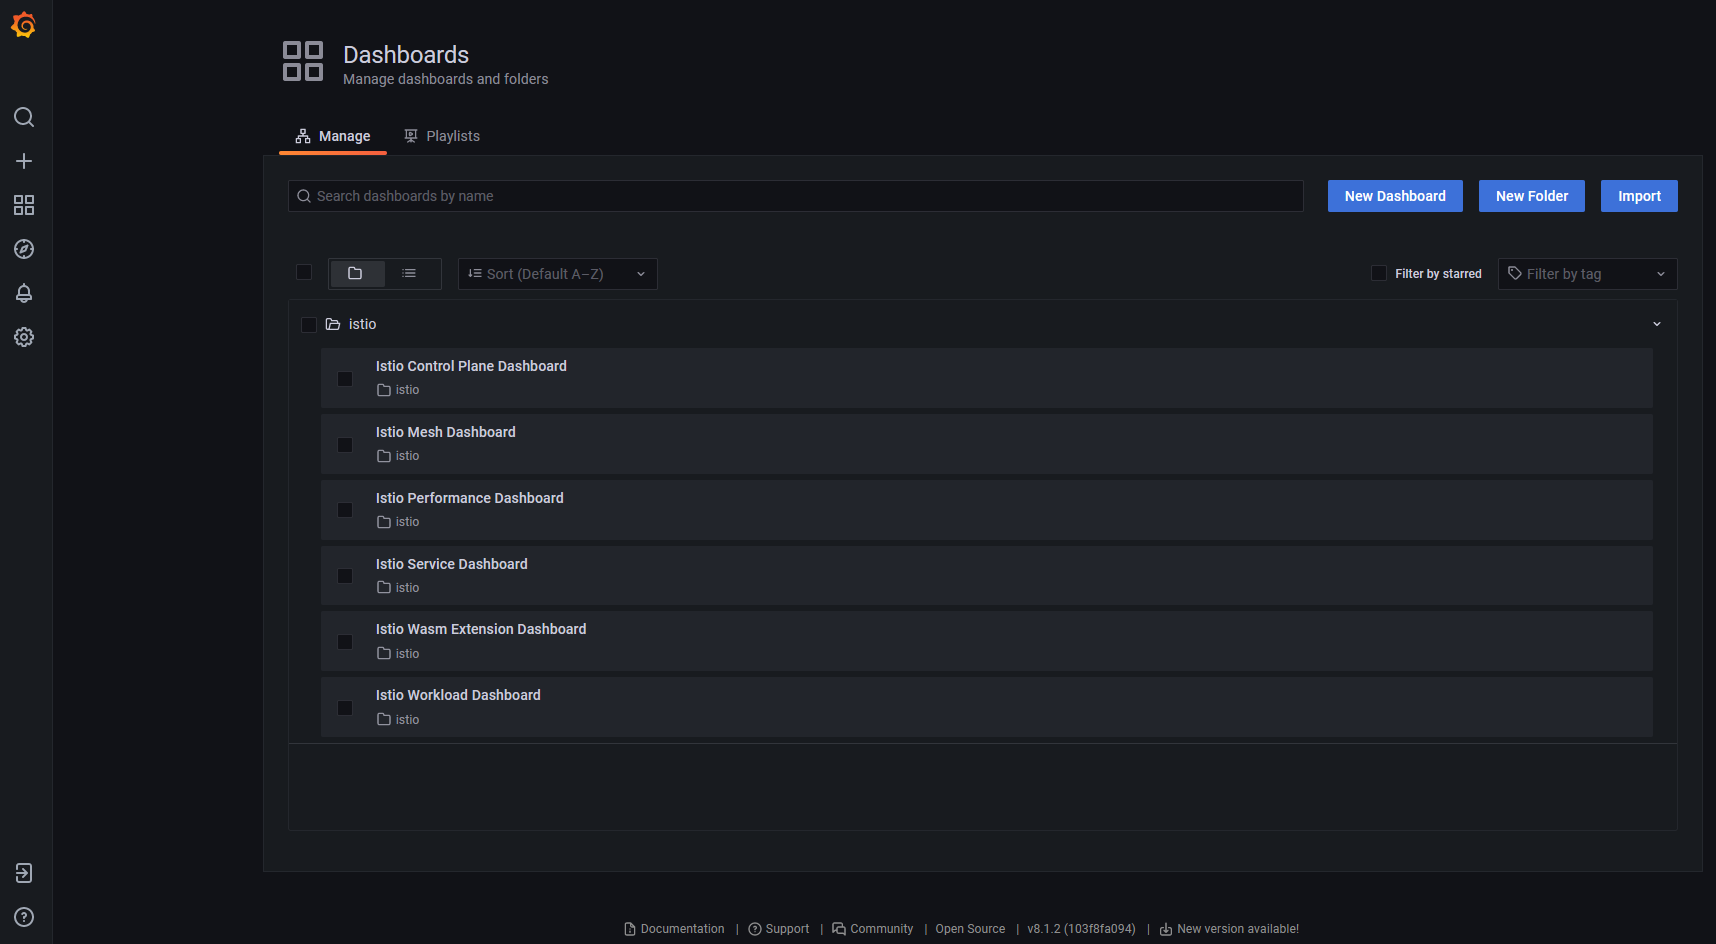 Dashboards
Manage dashboards and folders
Manage Playlists
Search dashboards by name New Dashboard New Folder Import
Sort (Default A–Z) Filter by starred Filter by tag
istio
Istio Control Plane Dashboard
istio
Istio Mesh Dashboard
istio
Istio Performance Dashboard
istio
Istio Service Dashboard
istio
Istio Wasm Extension Dashboard
istio
Istio Workload Dashboard
istio
Documentation | Support | Community | Open Source | v8.1.2 (103f8fa094) | New version available!